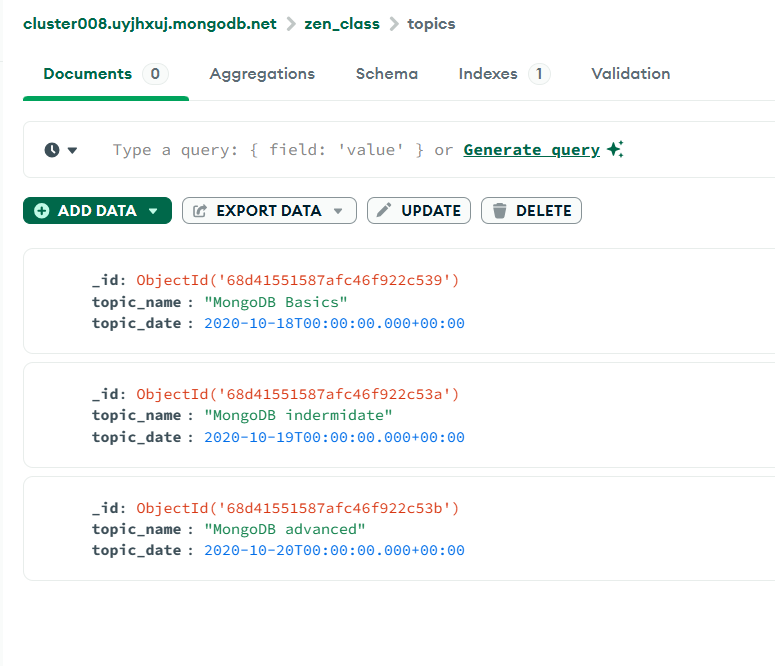 cluster008.uyjhxuj.mongodb.net > zen_class > topics
Documents 0 Aggregations Schema Indexes 1 Validation
Type a query: { field: 'value' } or Generate query
ADD DATA EXPORT DATA UPDATE DELETE
_id: ObjectId('68d41551587afc46f922c539')
topic_name : "MongoDB Basics"
topic_date : 2020-10-18T00:00:00.000+00:00
_id: ObjectId('68d41551587afc46f922c53a')
topic_name : "MongoDB indermidate"
topic_date : 2020-10-19T00:00:00.000+00:00
_id: ObjectId('68d41551587afc46f922c53b')
topic_name : "MongoDB advanced"
topic_date : 2020-10-20T00:00:00.000+00:00